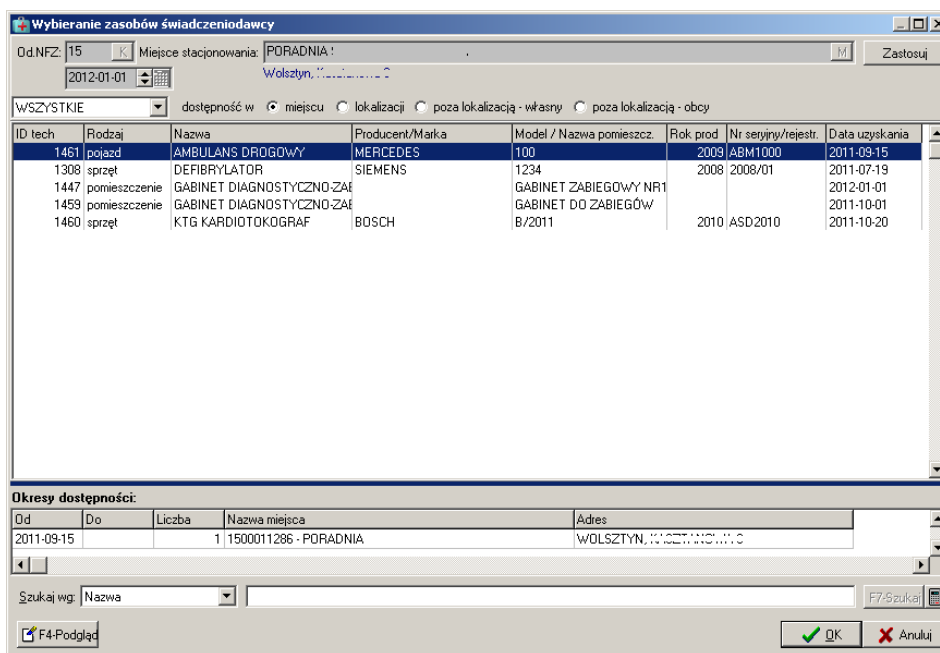 Wybieranie zasobów świadczeniodawcy
Od.NFZ: 15 K Miejsce stacjonowania: PORADNIA M Zastosuj
2012-01-01 Wolsztyn,
WSZYSTKIE dostępność w miejscu lokalizacji poza lokalizacją - własny poza lokalizacją - obcy
ID tech Rodzaj Nazwa Producent/Marka Model / Nazwa pomieszcz. Rok prod Nr seryjny/rejestr. Data uzyskania
1461 pojazd AMBULANS DROGOWY MERCEDES 100 2009 ABM1000 2011-09-15
1308 sprzęt DEFIBRYLATOR SIEMENS 1234 2008 2008/01 2011-07-19
1447 pomieszczenie GABINET DIAGNOSTYCZNO-ZAB GABINET ZABIEGOWY NR1 2012-01-01
1459 pomieszczenie GABINET DIAGNOSTYCZNO-ZAB GABINET DO ZABIEGÓW 2011-10-01
1460 sprzęt KTG KARDIOTOKOGRAF BOSCH B/2011 2010 ASD2010 2011-10-20
Okresy dostępności:
Od Do Liczba Nazwa miejsca Adres
2011-09-15 1 1500011286 - PORADNIA WOLSZTYN,
Szukaj wg: Nazwa F7-Szukaj
F4-Podgląd OK Anuluj